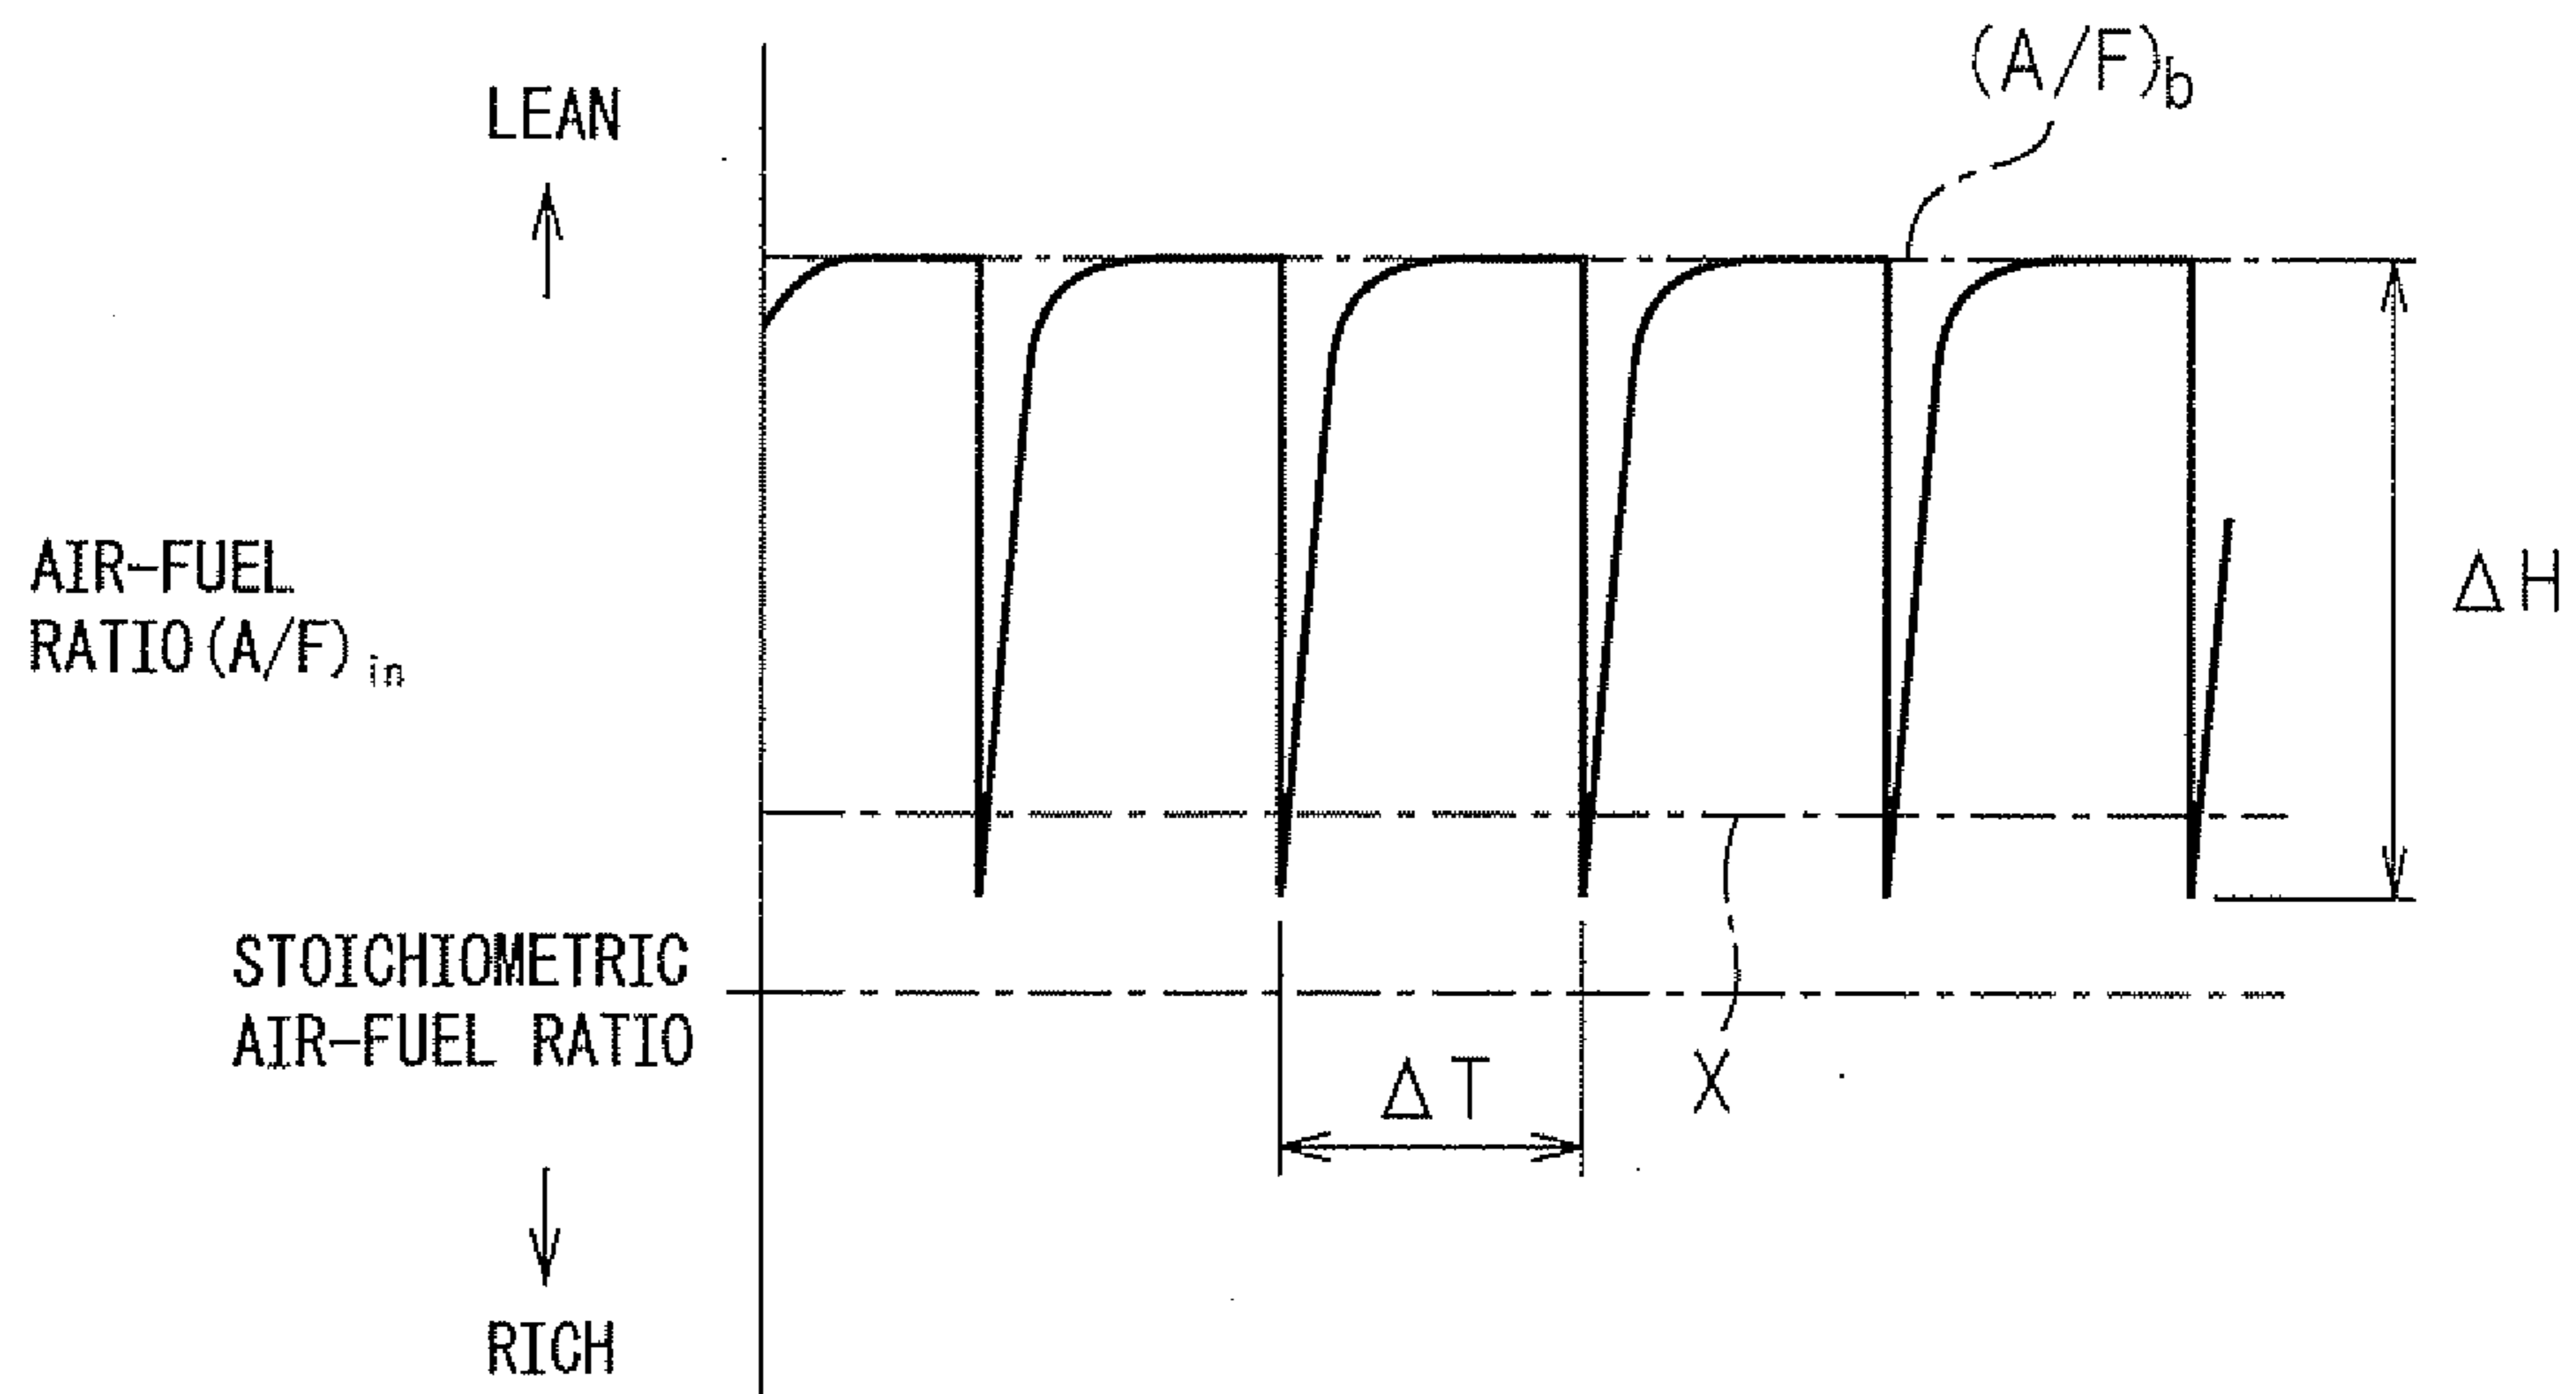 (A/F)b
LEAN
AIR-FUEL
RATIO(A/F)in
ΔH
STOICHIOMETRIC
AIR-FUEL RATIO
ΔT
X
RICH